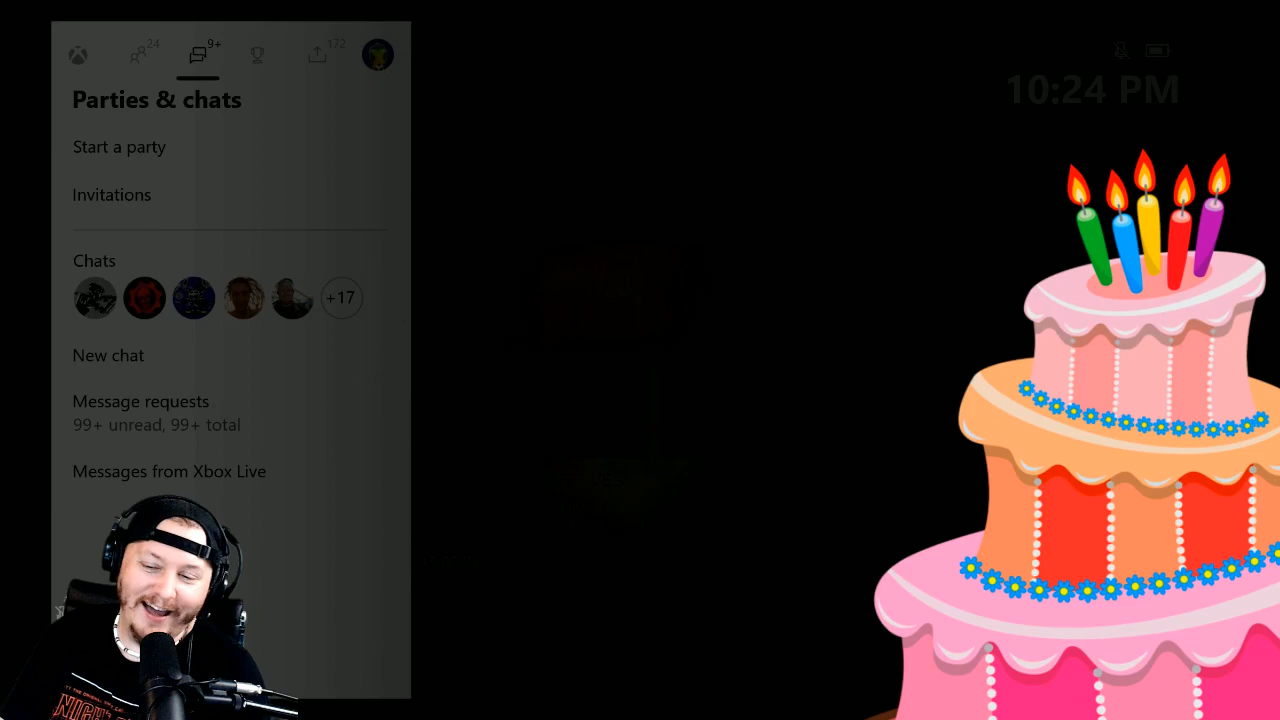 24
9+
172
10:24 PM
Parties & chats
Start a party
Invitations
Chats
+17
New chat
Message requests
99+ unread, 99+ total
Messages from Xbox Live